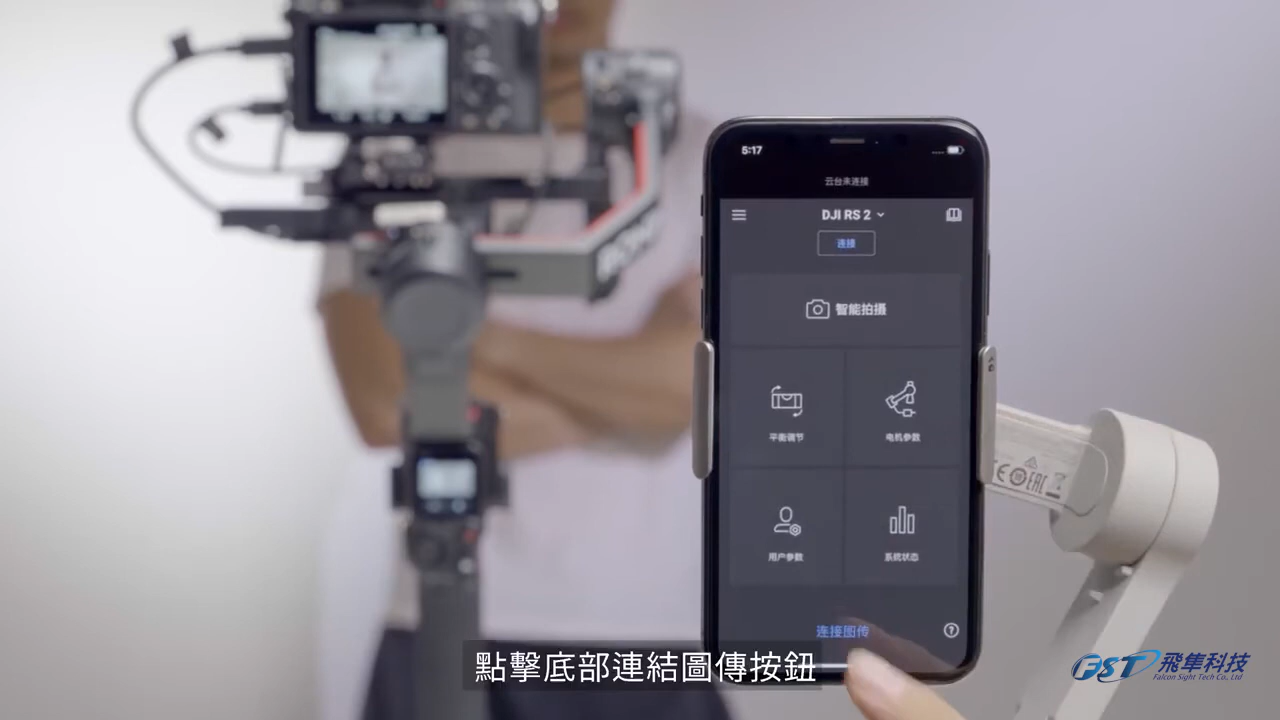 5:17
云台未连接
DJI RS 2
连接
智能拍摄
平衡调节
电机参数
用户参数
系统状态
连接图传
CE EAC
點擊底部連結圖傳按鈕
FST 飛隼科技
Falcon Sight Tech Co., Ltd